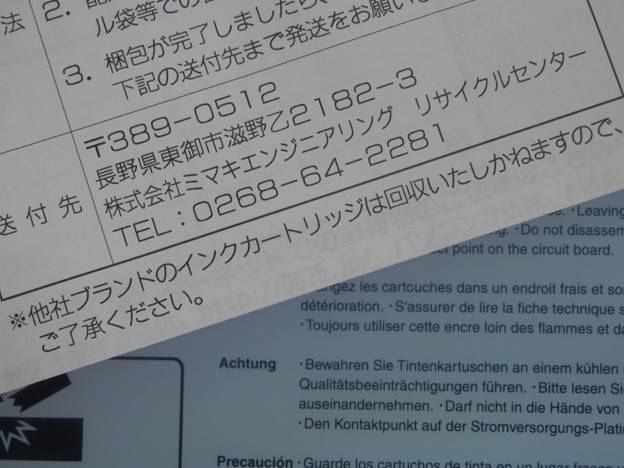 法 2.
ル袋等での
3. 梱包が完了しましたら、
下記の送付先まで発送をお願いし
送付先
〒389-0512
長野県東御市滋野乙2182-3
株式会社ミマキエンジニアリング リサイクルセンター
TEL：0268-64-2281
※他社ブランドのインクカートリッジは回収いたしかねますので、
ご了承ください。
·Leaving
·Do not disassem
point on the circuit board.
les cartouches dans un endroit frais et so
détérioration. ·S'assurer de lire la fiche technique s
·Toujours utiliser cette encre loin des flammes et da
Achtung ·Bewahren Sie Tintenkartuschen an einem kühlen
Qualitätsbeeinträchtigungen führen. ·Bitte lesen Si
auseinandernehmen. ·Darf nicht in die Hände von
·Den Kontaktpunkt auf der Stromversorgungs-Plati
Precaución ·Guarde los cartuchos de tinta en un lugar fresco